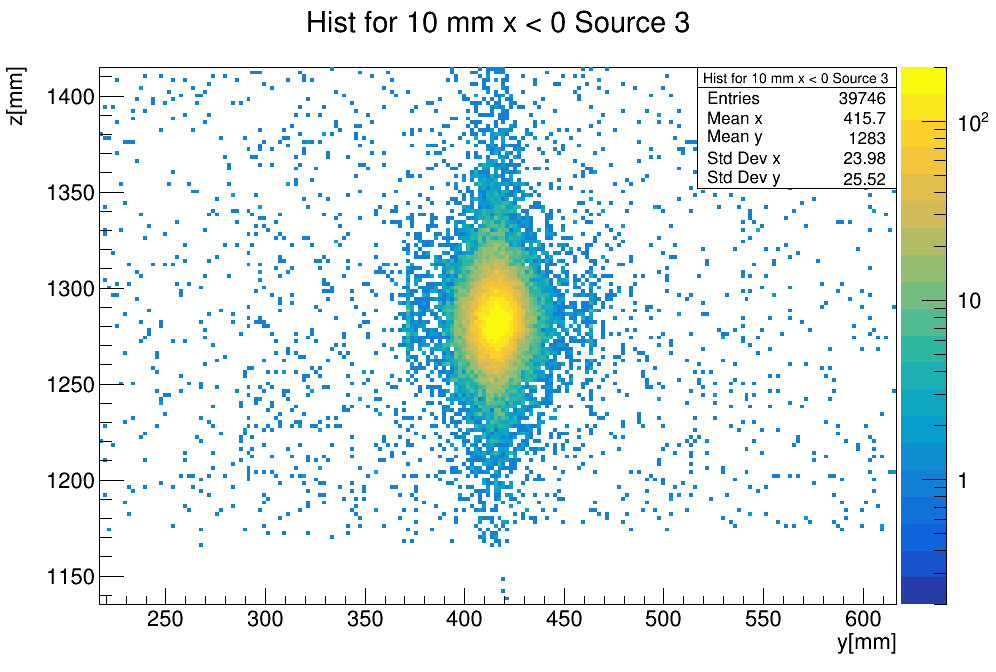 Hist for 10 mm x < 0 Source 3
z[mm]
Hist for 10 mm x < 0 Source 3
Entries 39746
Mean x 415.7
Mean y 1283
Std Dev x 23.98
Std Dev y 25.52
1400
1350
1300
1250
1200
1150
250 300 350 400 450 500 550 600
y[mm]
10²
10
1